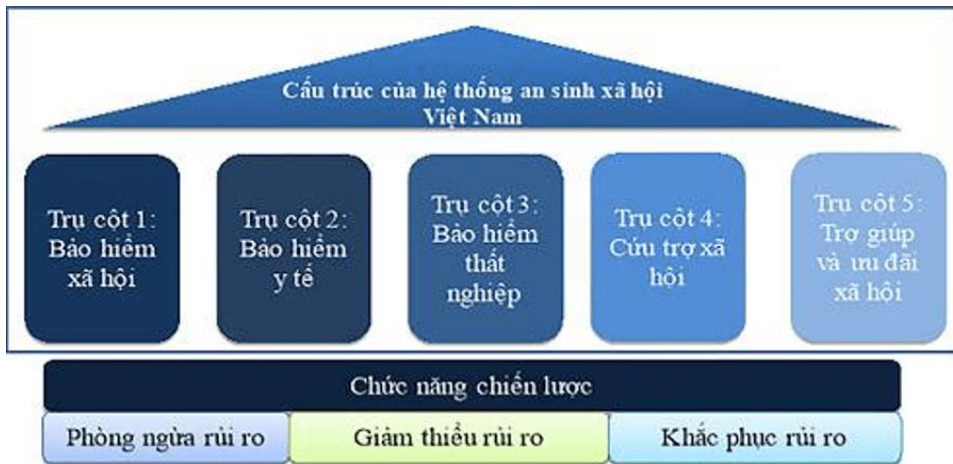 Cấu trúc của hệ thống an sinh xã hội
Việt Nam
Trụ cột 1:
Bảo hiểm
xã hội
Trụ cột 2:
Bảo hiểm
y tế
Trụ cột 3:
Bảo hiểm
thất
nghiệp
Trụ cột 4:
Cứu trợ xã
hội
Trụ cột 5:
Trợ giúp
và ưu đãi
xã hội
Chức năng chiến lược
Phòng ngừa rủi ro
Giảm thiểu rủi ro
Khắc phục rủi ro